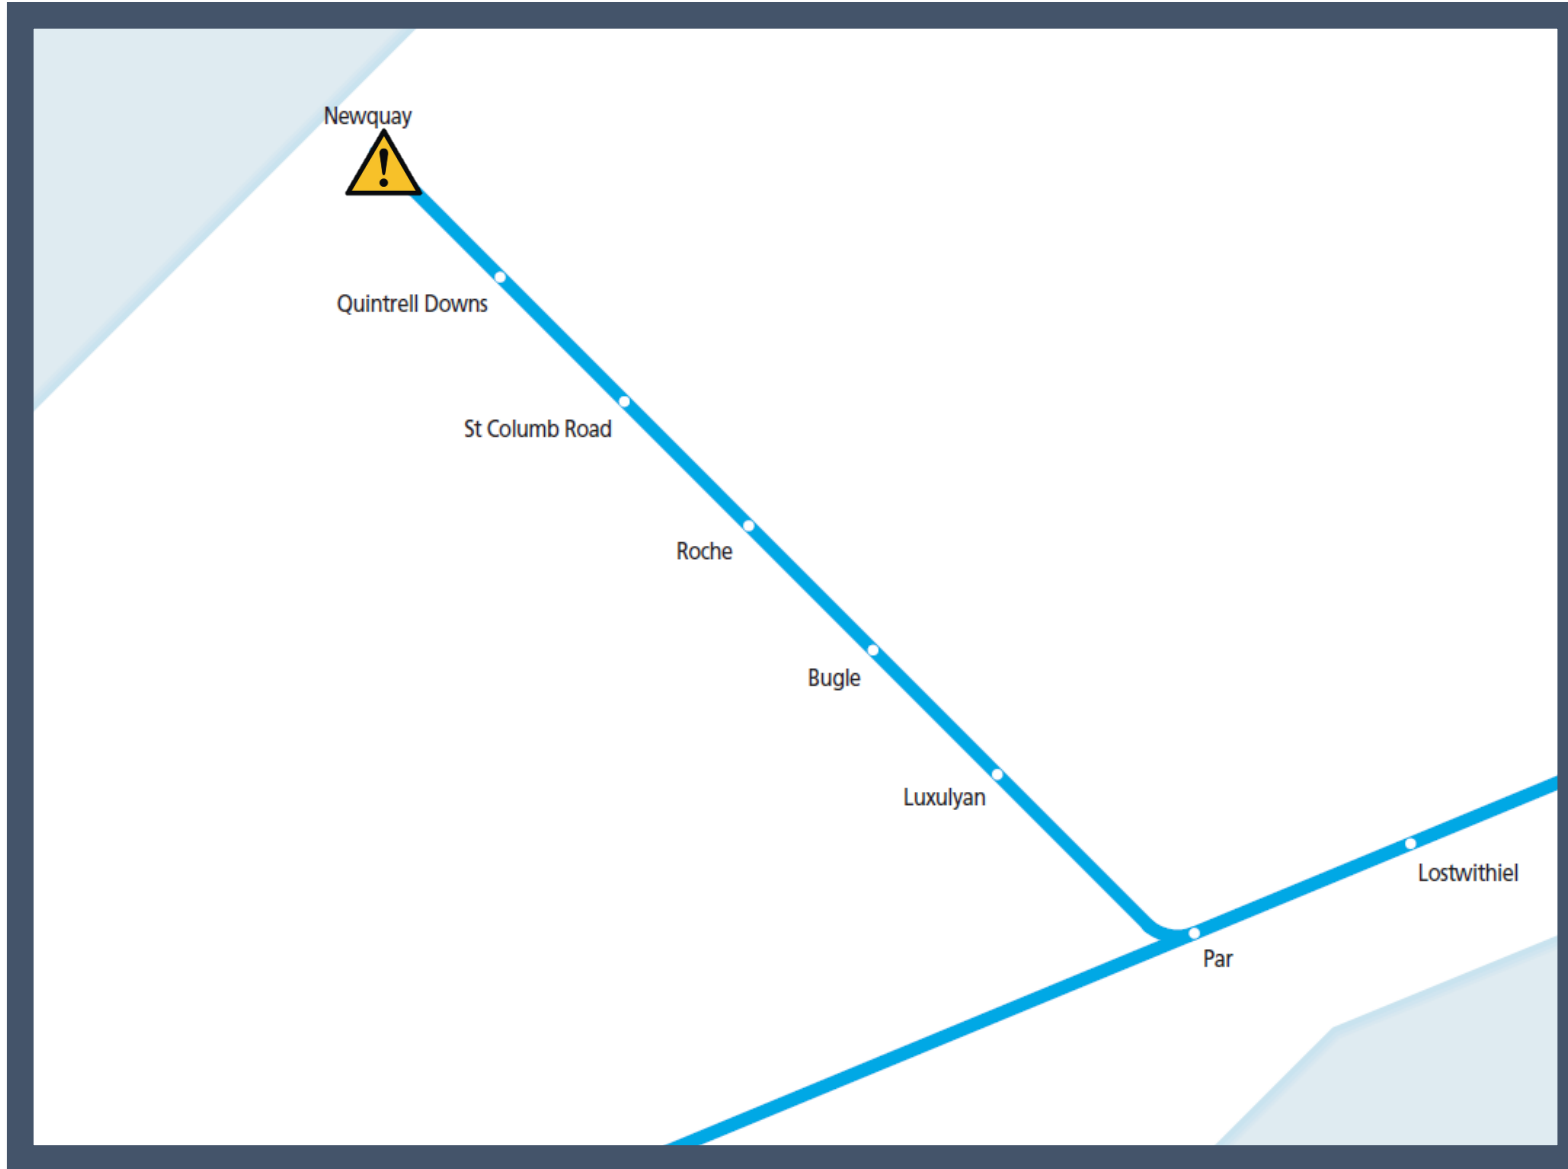 Newquay
Quintrell Downs
St Columb Road
Roche
Bugle
Luxulyan
Lostwithiel
Par